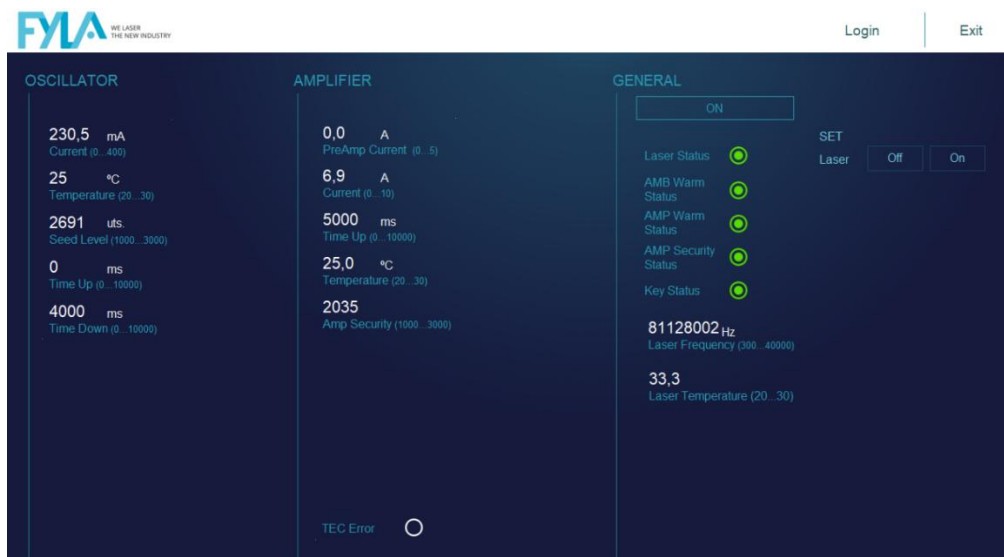 FYLA
WE LASER
THE NEW INDUSTRY
Login
Exit
OSCILLATOR
230,5 mA
Current (0...400)
25 ºC
Temperature (20...30)
2691 uts.
Seed Level (1000...3000)
0 ms
Time Up (0...10000)
4000 ms
Time Down (0...10000)
AMPLIFIER
0,0 A
PreAmp Current (0...5)
6,9 A
Current (0...10)
5000 ms
Time Up (0...10000)
25,0 ºC
Temperature (20...30)
2035
Amp Security (1000...3000)
TEC Error
GENERAL
ON
Laser Status
AMB Warm
Status
AMP Warm
Status
AMP Security
Status
Key Status
81128002 Hz
Laser Frequency (300...40000)
33,3
Laser Temperature (20...30)
SET
Laser Off On